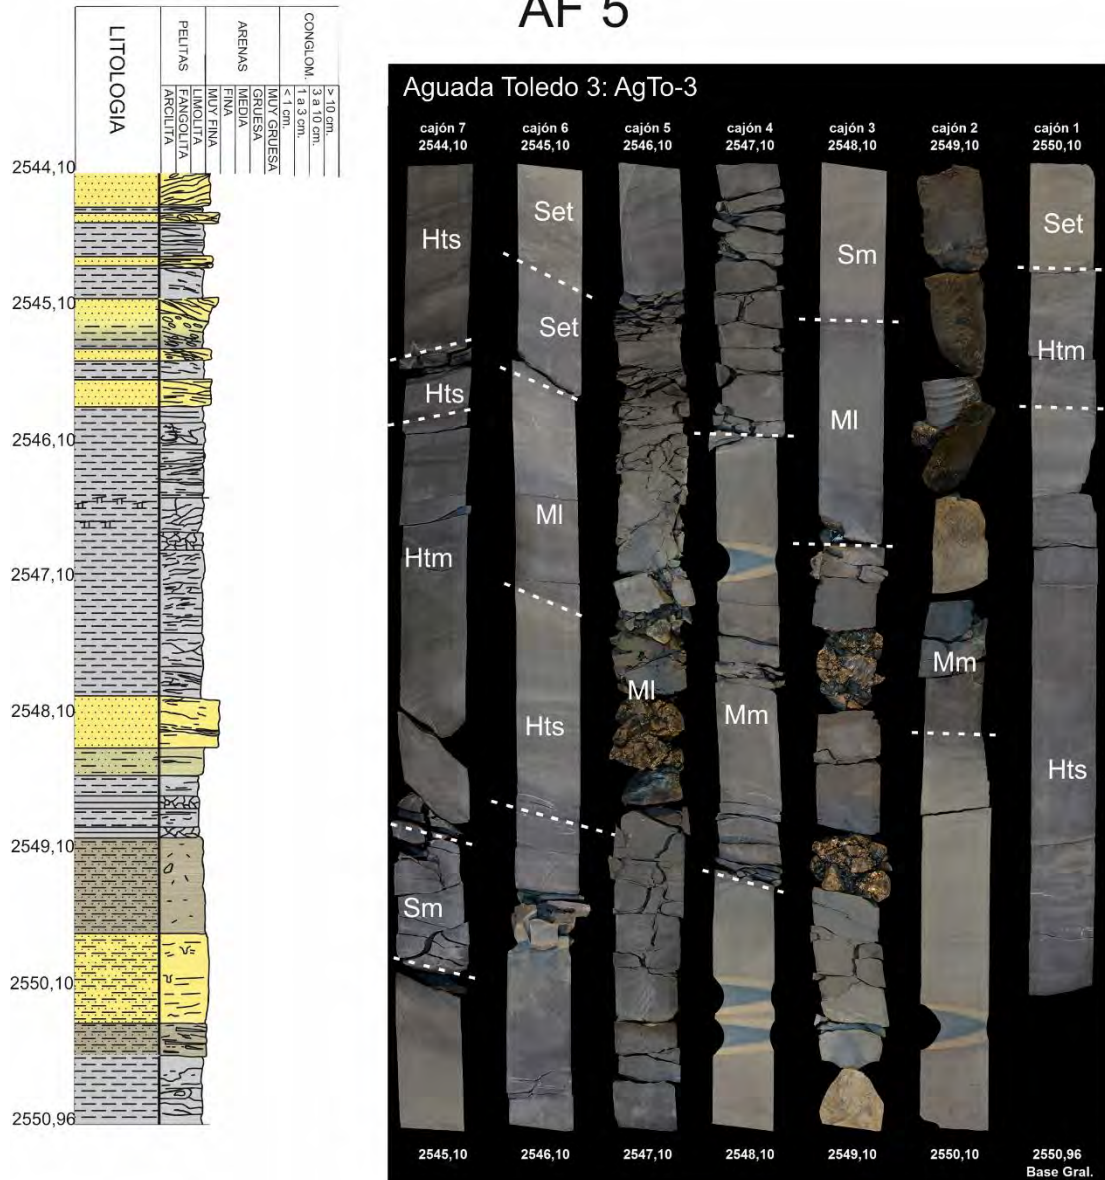 AF 5
LITOLOGIA
PELITAS
ARENAS
CONGLOM.
ARCILITA
FANGOLITA
LIMOLITA
MUY FINA
FINA
MEDIA
GRUESA
MUY GRUESA
< 1 cm.
1 a 3 cm.
3 a 10 cm.
> 10 cm.
2544,10
2545,10
2546,10
2547,10
2548,10
2549,10
2550,10
2550,96
Aguada Toledo 3: AgTo-3
cajón 7
2544,10
Hts
Hts
Htm
Sm
2545,10
cajón 6
2545,10
Set
Set
Ml
Hts
2546,10
cajón 5
2546,10
Ml
2547,10
cajón 4
2547,10
Mm
2548,10
cajón 3
2548,10
Sm
Ml
2549,10
cajón 2
2549,10
Mm
2550,10
cajón 1
2550,10
Set
Htm
Hts
2550,96
Base Gral.